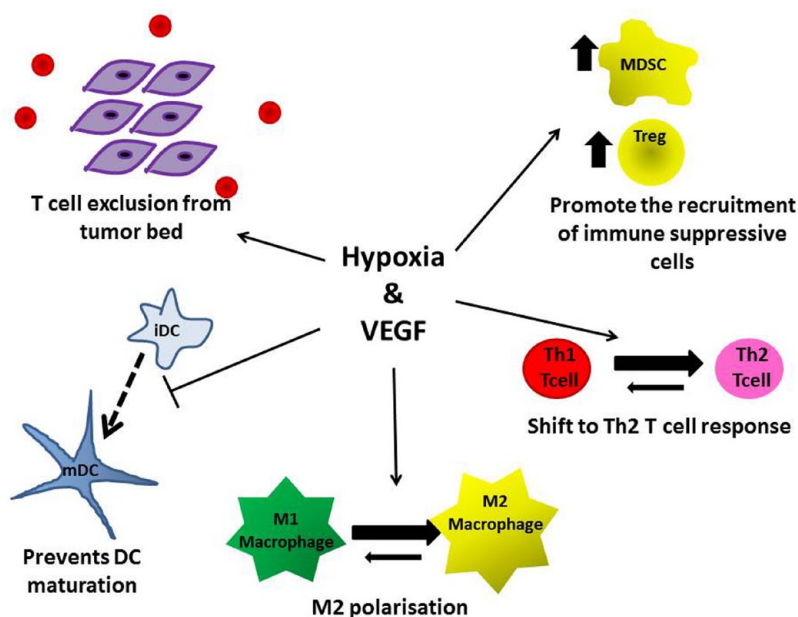 MDSC
Treg
Promote the recruitment
of immune suppressive
cells
T cell exclusion from
tumor bed
Hypoxia
&
VEGF
iDC
mDC
Prevents DC
maturation
Th1
Tcell
Th2
Tcell
Shift to Th2 T cell response
M1
Macrophage
M2
Macrophage
M2 polarisation